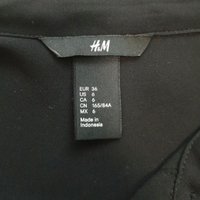 H&M
EUR 36
US 6
CA 6
CN 165/84A
MX 6
Made in
Indonesia